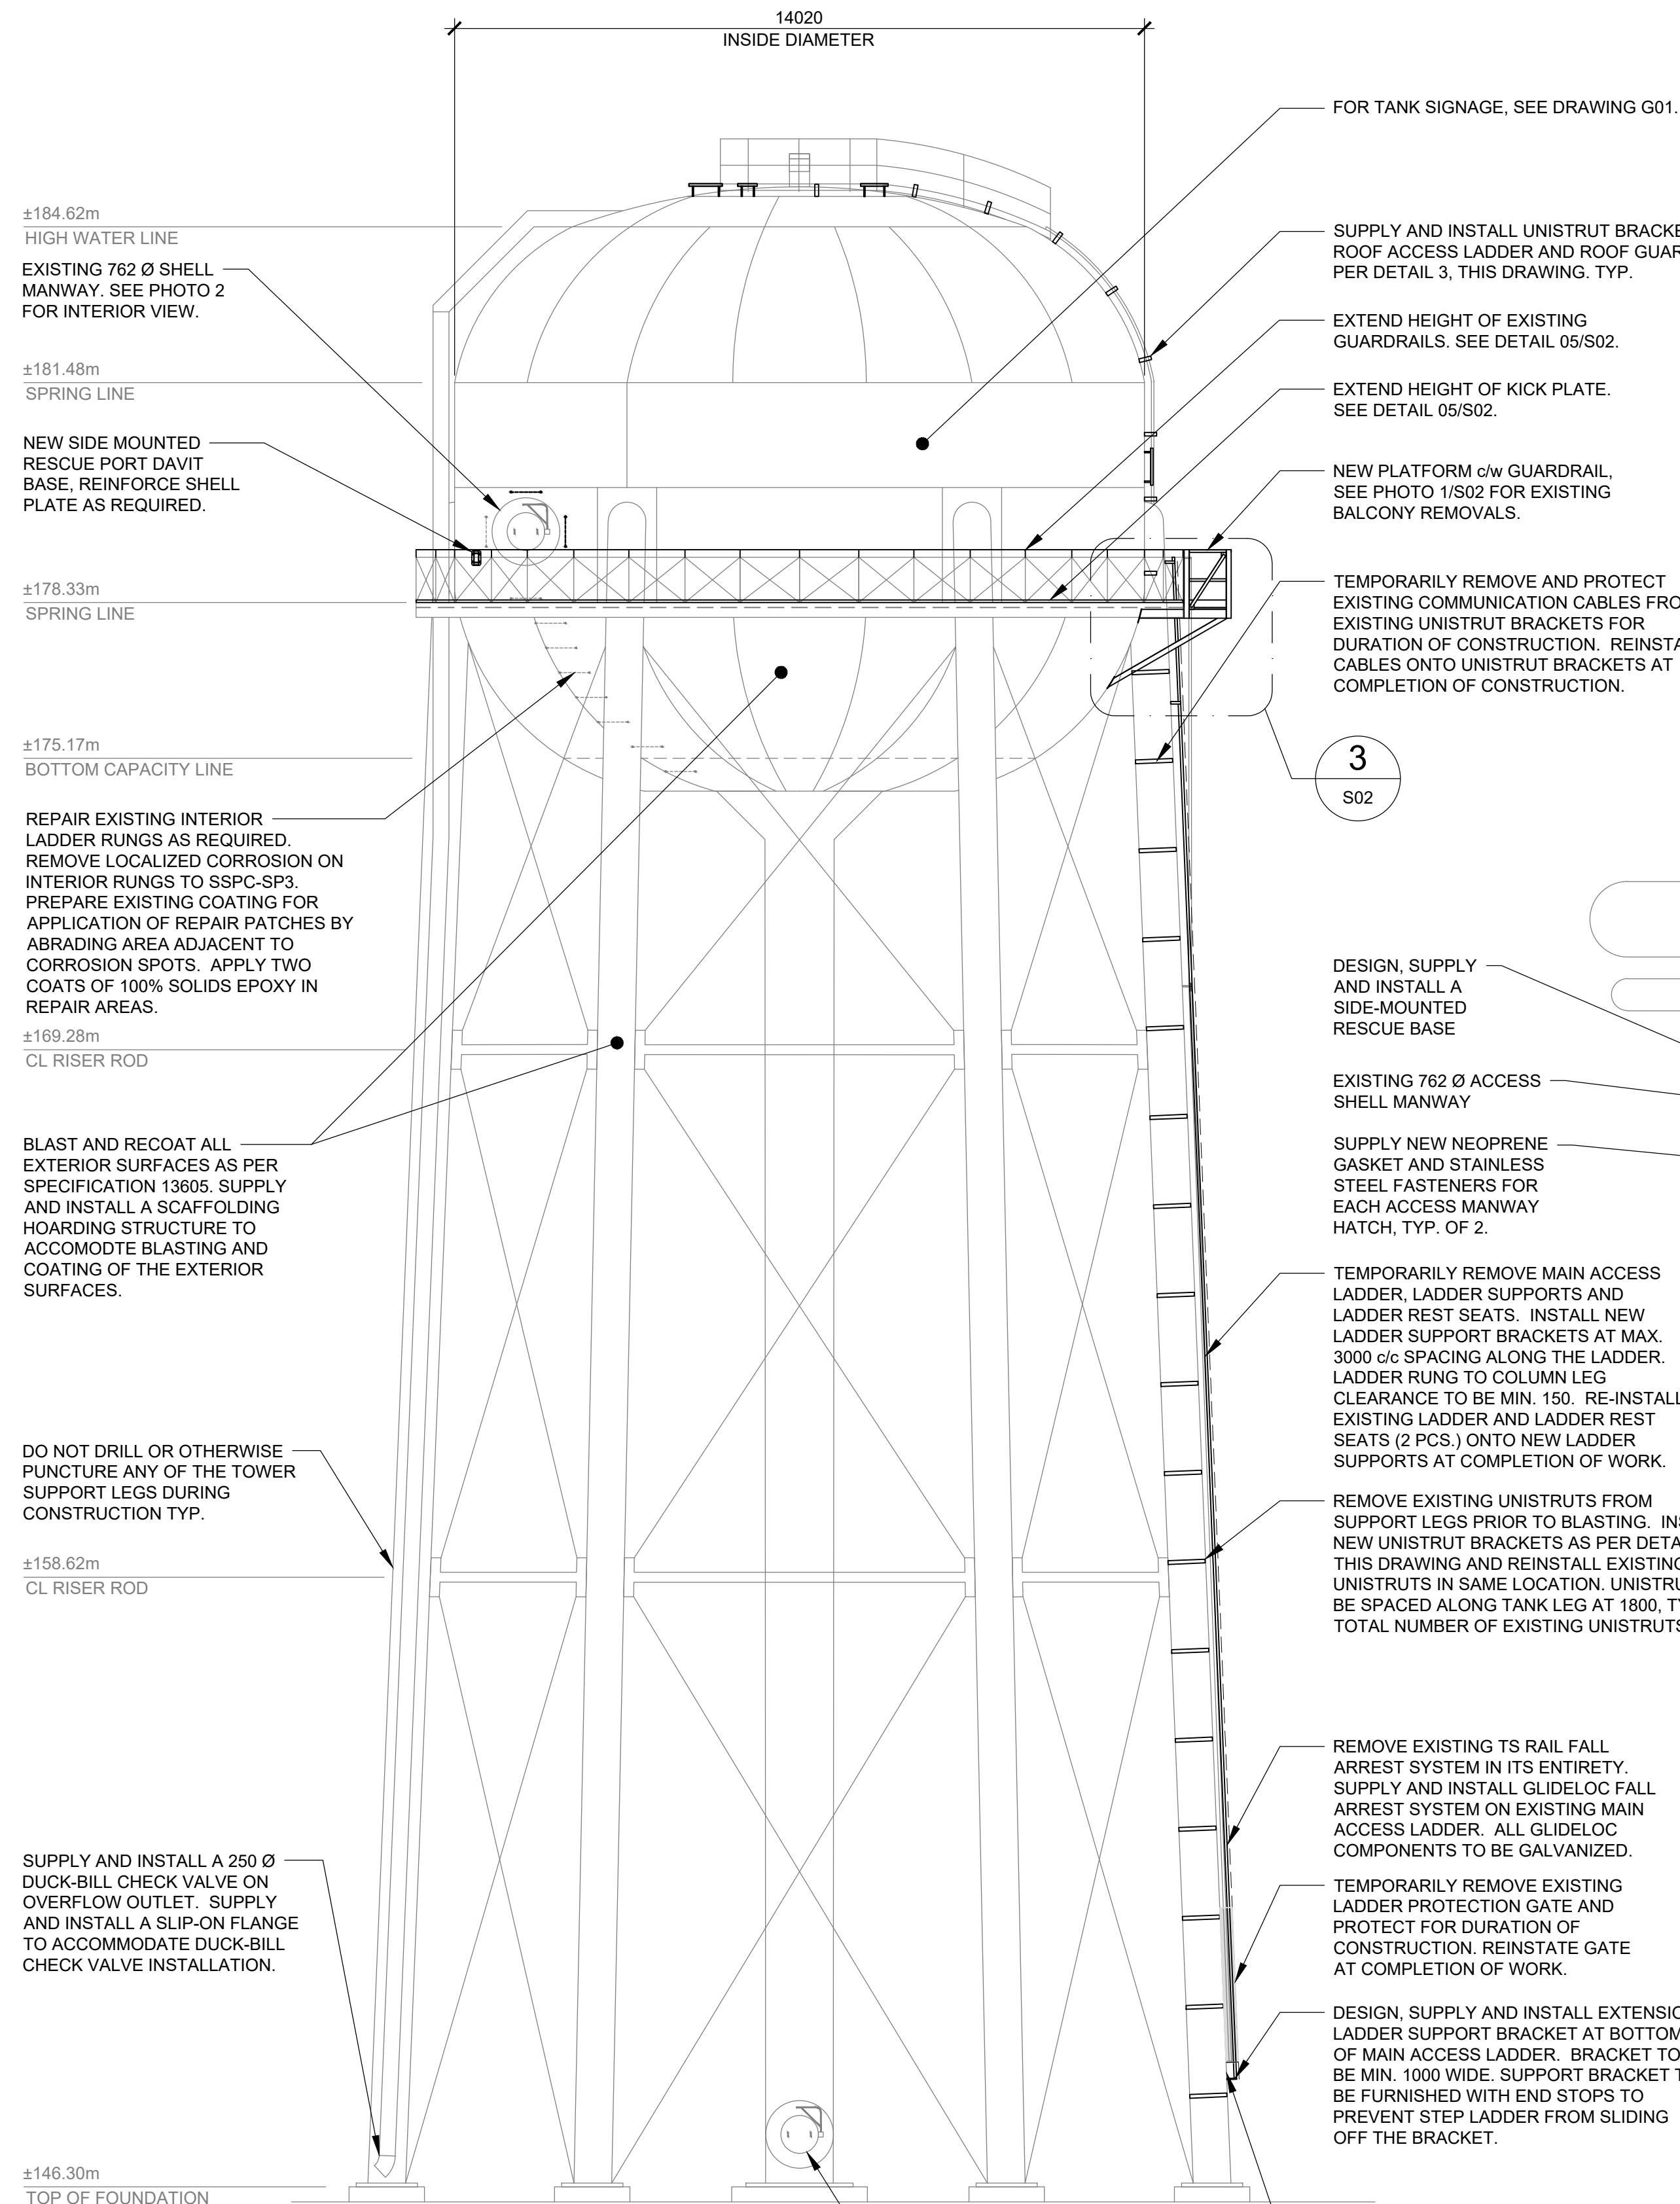 14020
INSIDE DIAMETER
±184.62m
HIGH WATER LINE
EXISTING 762 Ø SHELL
MANWAY. SEE PHOTO 2
FOR INTERIOR VIEW.
±181.48m
SPRING LINE
NEW SIDE MOUNTED
RESCUE PORT DAVIT
BASE, REINFORCE SHELL
PLATE AS REQUIRED.
±178.33m
SPRING LINE
±175.17m
BOTTOM CAPACITY LINE
REPAIR EXISTING INTERIOR
LADDER RUNGS AS REQUIRED.
REMOVE LOCALIZED CORROSION ON
INTERIOR RUNGS TO SSPC-SP3.
PREPARE EXISTING COATING FOR
APPLICATION OF REPAIR PATCHES BY
ABRADING AREA ADJACENT TO
CORROSION SPOTS. APPLY TWO
COATS OF 100% SOLIDS EPOXY IN
REPAIR AREAS.
±169.28m
CL RISER ROD
BLAST AND RECOAT ALL
EXTERIOR SURFACES AS PER
SPECIFICATION 13605. SUPPLY
AND INSTALL A SCAFFOLDING
HOARDING STRUCTURE TO
ACCOMODTE BLASTING AND
COATING OF THE EXTERIOR
SURFACES.
DO NOT DRILL OR OTHERWISE
PUNCTURE ANY OF THE TOWER
SUPPORT LEGS DURING
CONSTRUCTION TYP.
±158.62m
CL RISER ROD
SUPPLY AND INSTALL A 250 Ø
DUCK-BILL CHECK VALVE ON
OVERFLOW OUTLET. SUPPLY
AND INSTALL A SLIP-ON FLANGE
TO ACCOMMODATE DUCK-BILL
CHECK VALVE INSTALLATION.
±146.30m
TOP OF FOUNDATION
FOR TANK SIGNAGE, SEE DRAWING G01.
SUPPLY AND INSTALL UNISTRUT
ROOF ACCESS LADDER AND ROOF
PER DETAIL 3, THIS DRAWING. TYP.
EXTEND HEIGHT OF EXISTING
GUARDRAILS. SEE DETAIL 05/S02.
EXTEND HEIGHT OF KICK PLATE.
SEE DETAIL 05/S02.
NEW PLATFORM c/w GUARDRAIL,
SEE PHOTO 1/S02 FOR EXISTING
BALCONY REMOVALS.
TEMPORARILY REMOVE AND PROTECT
EXISTING COMMUNICATION CABLES
EXISTING UNISTRUT BRACKETS FOR
DURATION OF CONSTRUCTION.
CABLES ONTO UNISTRUT BRACKETS AT
COMPLETION OF CONSTRUCTION.
3
S02
DESIGN, SUPPLY
AND INSTALL A
SIDE-MOUNTED
RESCUE BASE
EXISTING 762 Ø ACCESS
SHELL MANWAY
SUPPLY NEW NEOPRENE
GASKET AND STAINLESS
STEEL FASTENERS FOR
EACH ACCESS MANWAY
HATCH, TYP. OF 2.
TEMPORARILY REMOVE MAIN ACCESS
LADDER, LADDER SUPPORTS AND
LADDER REST SEATS. INSTALL NEW
LADDER SUPPORT BRACKETS AT MAX.
3000 c/c SPACING ALONG THE LADDER.
LADDER RUNG TO COLUMN LEG
CLEARANCE TO BE MIN. 150. RE-INSTALL
EXISTING LADDER AND LADDER REST
SEATS (2 PCS.) ONTO NEW LADDER
SUPPORTS AT COMPLETION OF WORK.
REMOVE EXISTING UNISTRUTS FROM
SUPPORT LEGS PRIOR TO BLASTING.
NEW UNISTRUT BRACKETS AS PER
THIS DRAWING AND REINSTALL
UNISTRUTS IN SAME LOCATION.
BE SPACED ALONG TANK LEG AT 1800,
TOTAL NUMBER OF EXISTING
REMOVE EXISTING TS RAIL FALL
ARREST SYSTEM IN ITS ENTIRETY.
SUPPLY AND INSTALL GLIDELOC FALL
ARREST SYSTEM ON EXISTING MAIN
ACCESS LADDER. ALL GLIDELOC
COMPONENTS TO BE GALVANIZED.
TEMPORARILY REMOVE EXISTING
LADDER PROTECTION GATE AND
PROTECT FOR DURATION OF
CONSTRUCTION. REINSTATE GATE
AT COMPLETION OF WORK.
DESIGN, SUPPLY AND INSTALL
LADDER SUPPORT BRACKET AT BOTTOM
OF MAIN ACCESS LADDER. BRACKET TO
BE MIN. 1000 WIDE. SUPPORT BRACKET
BE FURNISHED WITH END STOPS TO
PREVENT STEP LADDER FROM SLIDING
OFF THE BRACKET.